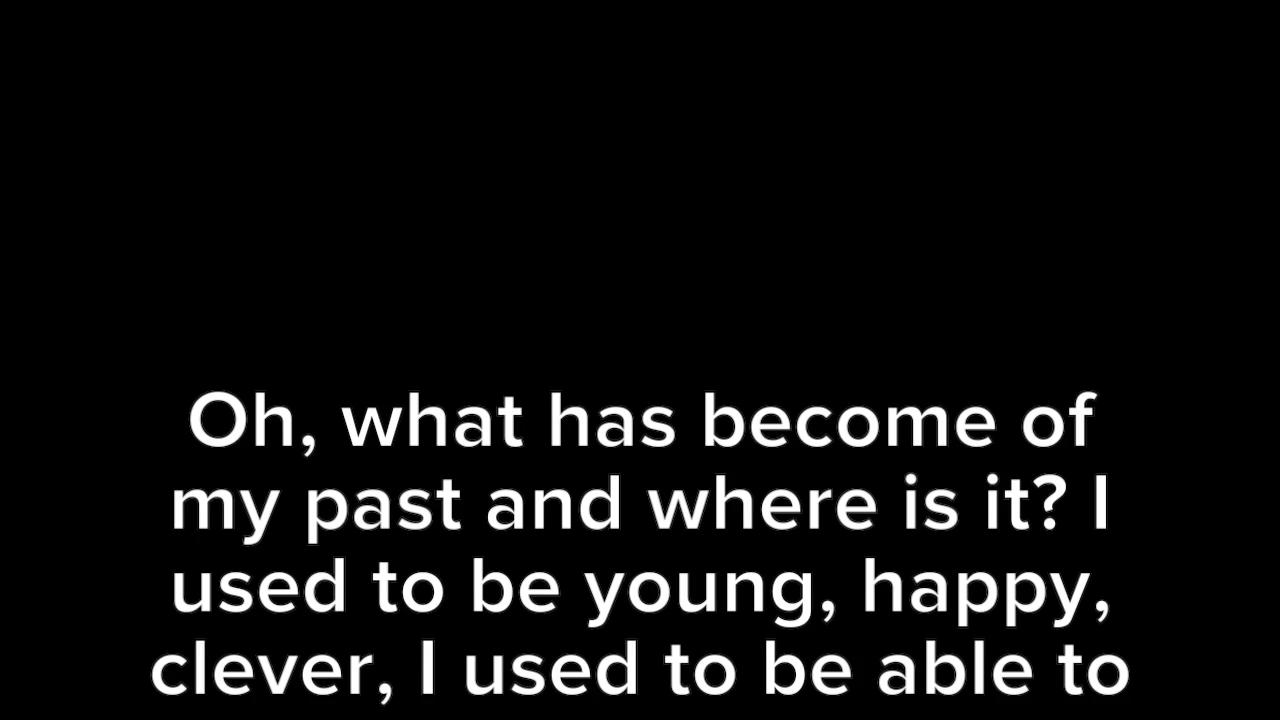 Oh, what has become of
my past and where is it? I
used to be young, happy,
clever, I used to be able to